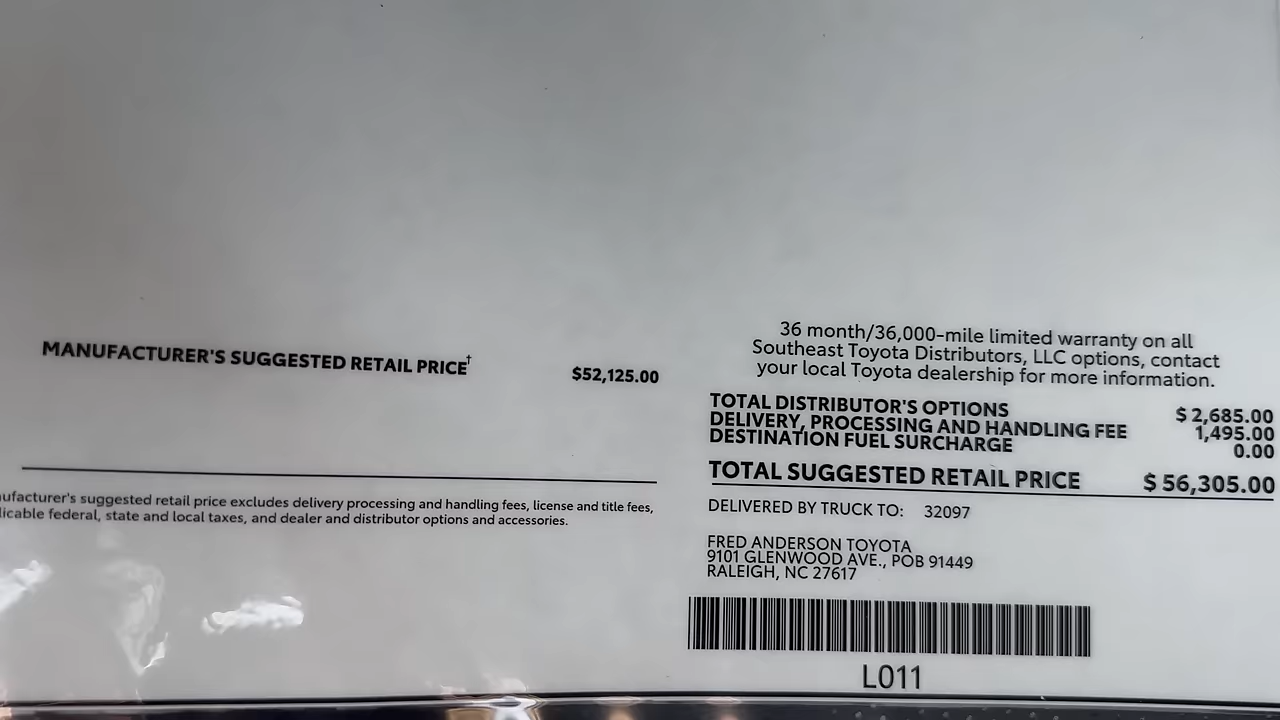 MANUFACTURER'S SUGGESTED RETAIL PRICE† $52,125.00
ufacturer's suggested retail price excludes delivery processing and handling fees, license and title fees,
licable federal, state and local taxes, and dealer and distributor options and accessories.
36 month/36,000-mile limited warranty on all
Southeast Toyota Distributors, LLC options, contact
your local Toyota dealership for more information.
TOTAL DISTRIBUTOR'S OPTIONS $2,685.00
DELIVERY, PROCESSING AND HANDLING FEE 1,495.00
DESTINATION FUEL SURCHARGE 0.00
TOTAL SUGGESTED RETAIL PRICE $56,305.00
DELIVERED BY TRUCK TO: 32097
FRED ANDERSON TOYOTA
9101 GLENWOOD AVE., POB 91449
RALEIGH, NC 27617
L011